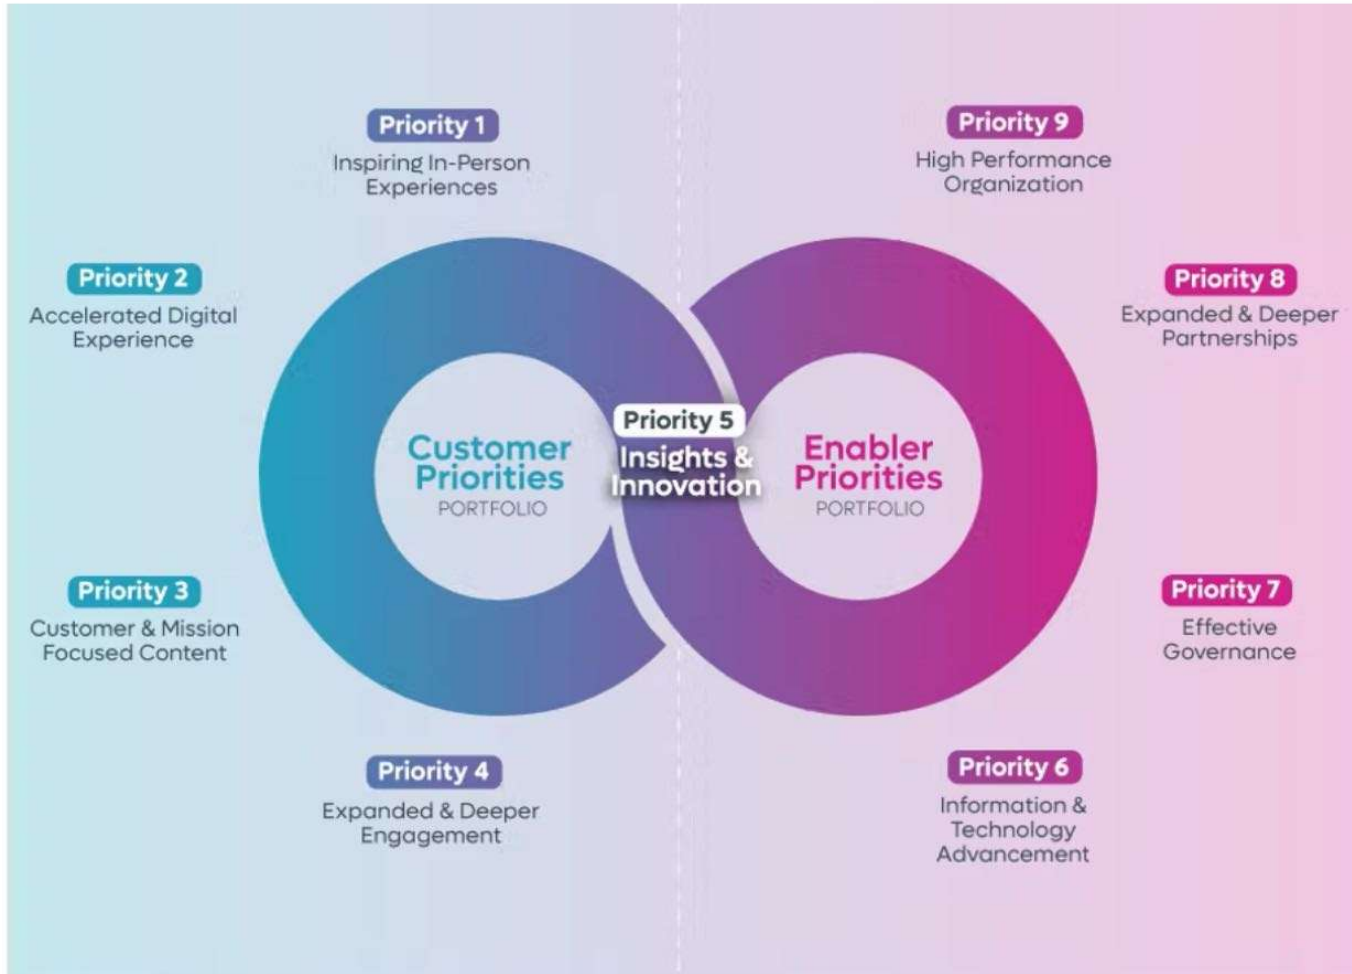 Priority 1
Inspiring In-Person
Experiences
Priority 2
Accelerated Digital
Experience
Priority 3
Customer & Mission
Focused Content
Priority 4
Expanded & Deeper
Engagement
Customer
Priorities
PORTFOLIO
Priority 5
Insights &
Innovation
Enabler
Priorities
PORTFOLIO
Priority 9
High Performance
Organization
Priority 8
Expanded & Deeper
Partnerships
Priority 7
Effective
Governance
Priority 6
Information &
Technology
Advancement